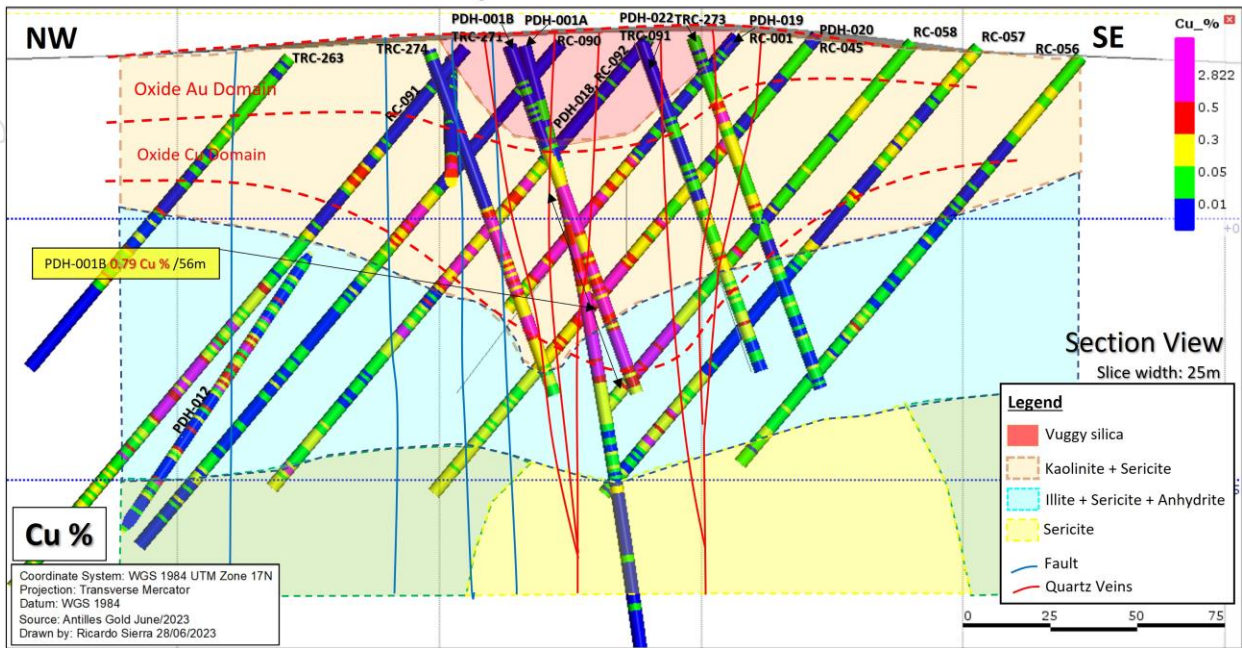 NW
SE
PDH-001B
PDH-001A
PDH-022
TRC-273
PDH-019
PDH-020
RC-058
RC-057
RC-056
TRC-274
TRC-271
RC-090
RC-092
TRC-091
RC-001
RC-045
TRC-263
RC-091
PDH-018
Oxide Au Domain
Oxide Cu Domain
PDH-001B 0.79 Cu % /56m
PDH-012
Cu_%
2.822
0.5
0.3
0.05
0.01
+0
Section View
Slice width: 25m
Legend
Vuggy silica
Kaolinite + Sericite
Illite + Sericite + Anhydrite
Sericite
Fault
Quartz Veins
Cu %
Coordinate System: WGS 1984 UTM Zone 17N
Projection: Transverse Mercator
Datum: WGS 1984
Source: Antilles Gold June/2023
Drawn by: Ricardo Sierra 28/06/2023
0 25 50 75